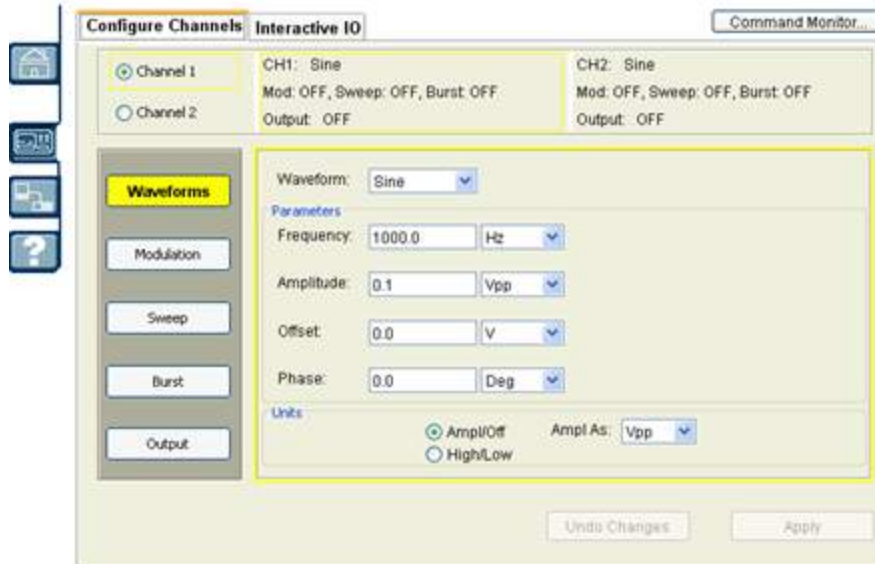 Configure Channels Interactive IO Command Monitor...
Channel 1
Channel 2
CH1: Sine
Mod: OFF, Sweep: OFF, Burst: OFF
Output: OFF
CH2: Sine
Mod: OFF, Sweep: OFF, Burst: OFF
Output: OFF
Waveforms
Modulation
Sweep
Burst
Output
Waveform: Sine
Parameters
Frequency: 1000.0 Hz
Amplitude: 0.1 Vpp
Offset: 0.0 V
Phase: 0.0 Deg
Units
Ampl/Off Ampl As: Vpp
High/Low
Undo Changes Apply
?